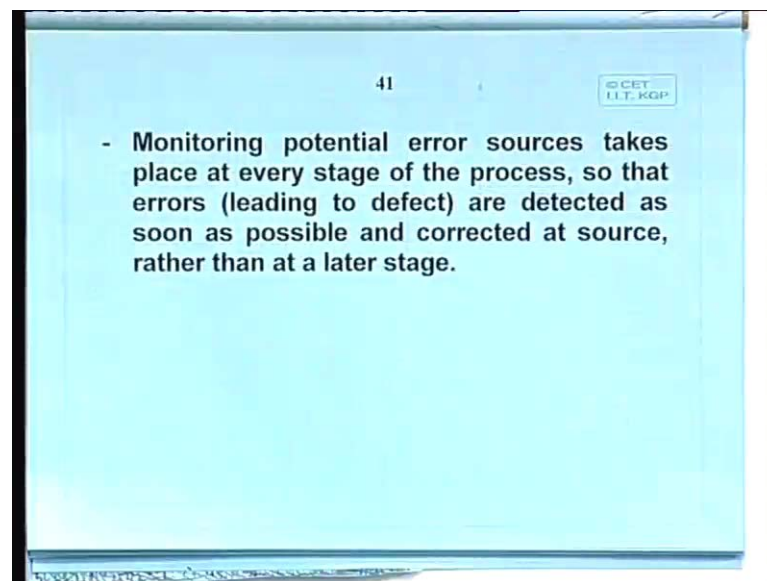 41
© CET
I.I.T. KGP
- Monitoring potential error sources takes
place at every stage of the process, so that
errors (leading to defect) are detected as
soon as possible and corrected at source,
rather than at a later stage.